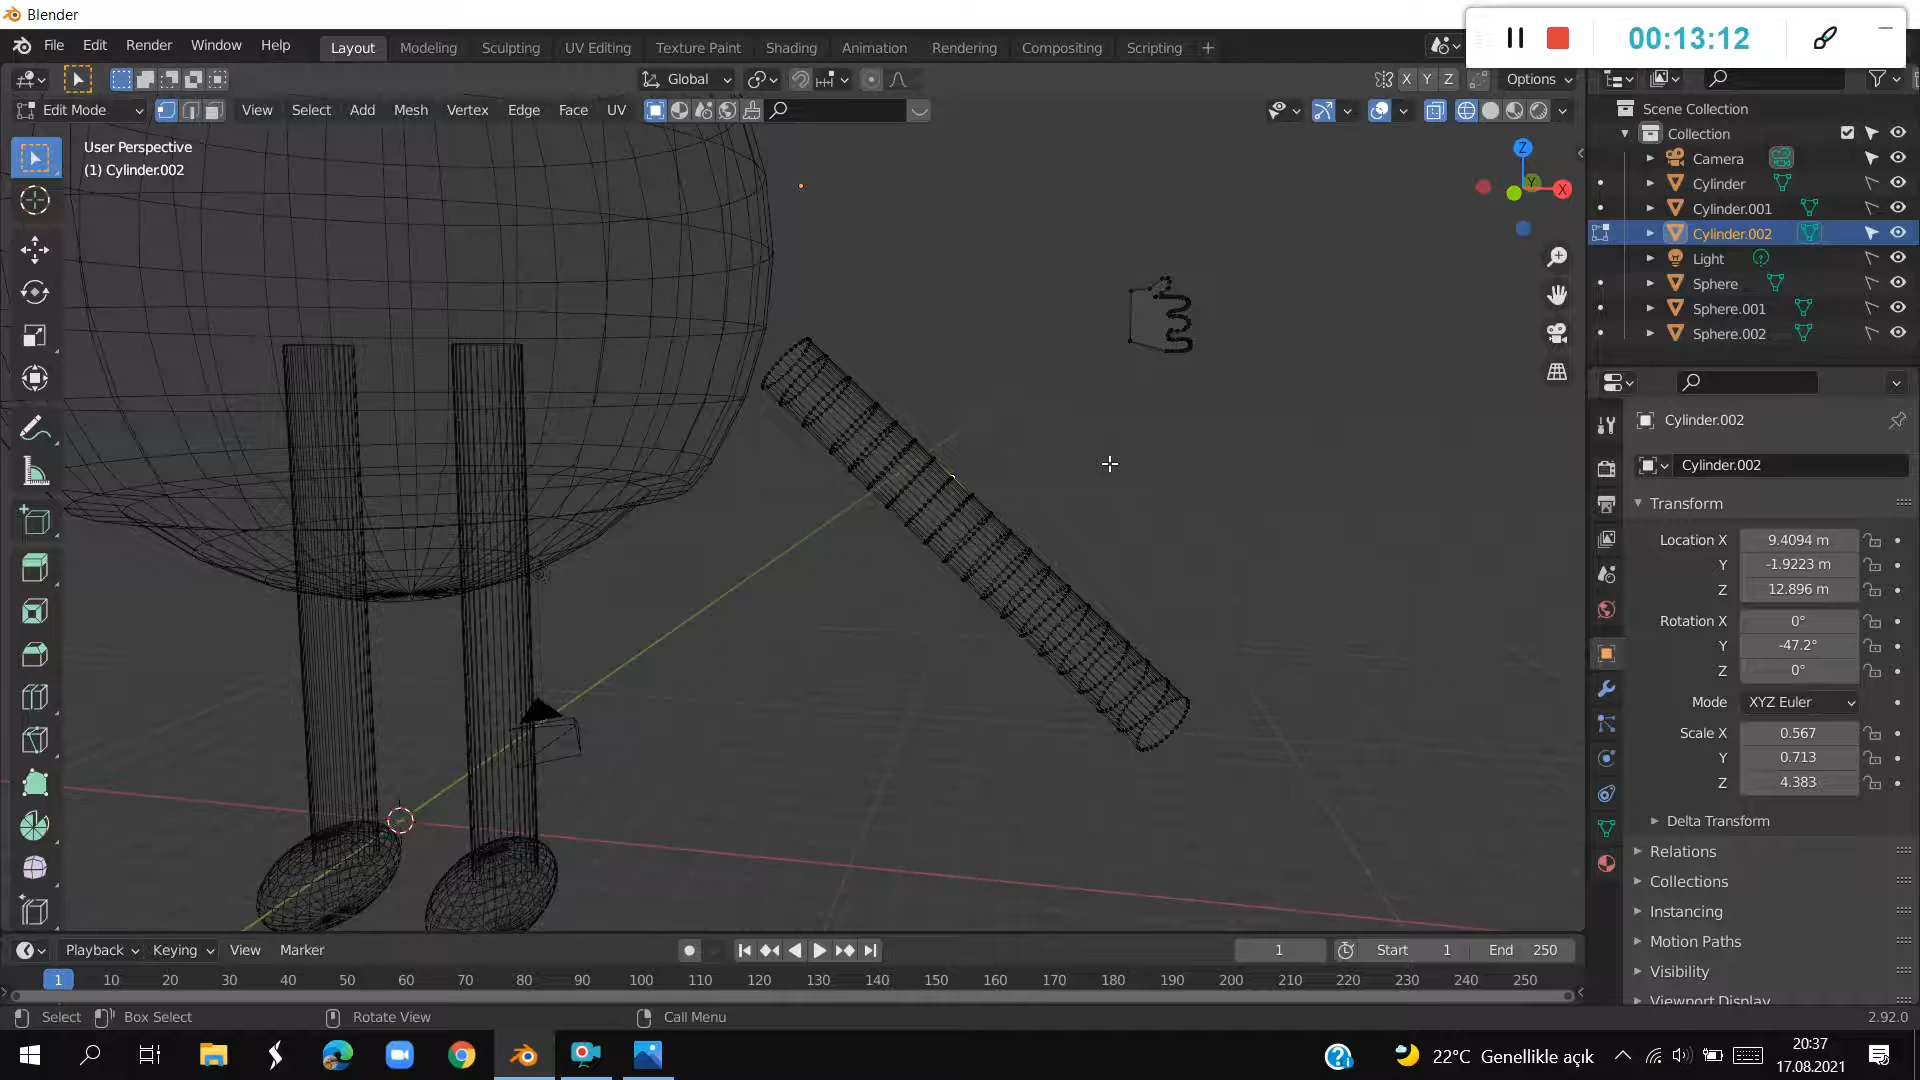 Blender
00:13:12
File Edit Render Window Help Layout Modeling Sculpting UV Editing Texture Paint Shading Animation Rendering Compositing Scripting +
Global X Y Z Options
Edit Mode View Select Add Mesh Vertex Edge Face UV
User Perspective
(1) Cylinder.002
Z
Y
X
Scene Collection
Collection
Camera
Cylinder
Cylinder.001
Cylinder.002
Light
Sphere
Sphere.001
Sphere.002
Cylinder.002
Cylinder.002
Transform
Location X 9.4094 m
Y -1.9223 m
Z 12.896 m
Rotation X 0°
Y -47.2°
Z 0°
Mode XYZ Euler
Scale X 0.567
Y 0.713
Z 4.383
Delta Transform
Relations
Collections
Instancing
Motion Paths
Visibility
Viewport Display
Playback Keying View Marker 1 Start 1 End 250
1 10 20 30 40 50 60 70 80 90 100 110 120 130 140 150 160 170 180 190 200 210 220 230 240 250
Select Box Select Rotate View Call Menu 2.92.0
22°C Genellikle açık
20:37
17.08.2021